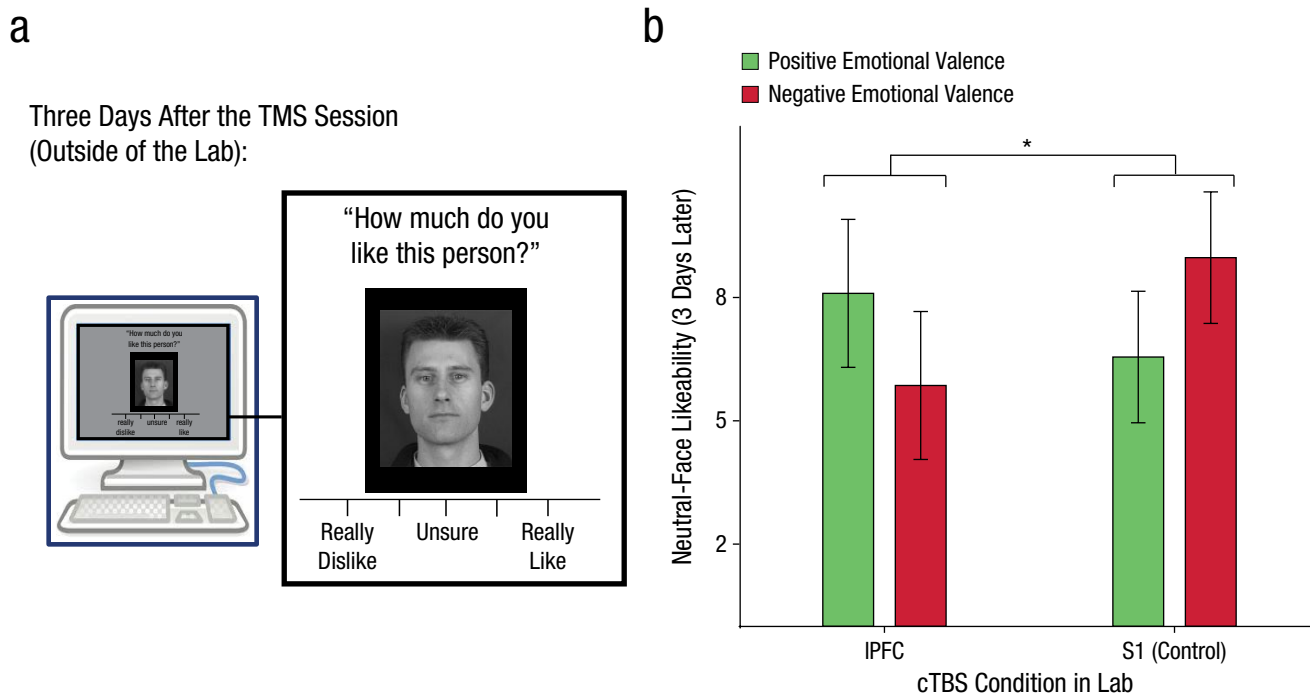 a
Three Days After the TMS Session
(Outside of the Lab):
"How much do you
like this person?"
really
dislike
unsure
really
like
“How much do you
like this person?”
Really
Dislike
Unsure
Really
Like
b
Positive Emotional Valence
Negative Emotional Valence
*
Neutral-Face Likeability (3 Days Later)
8
5
2
lPFC
S1 (Control)
cTBS Condition in Lab